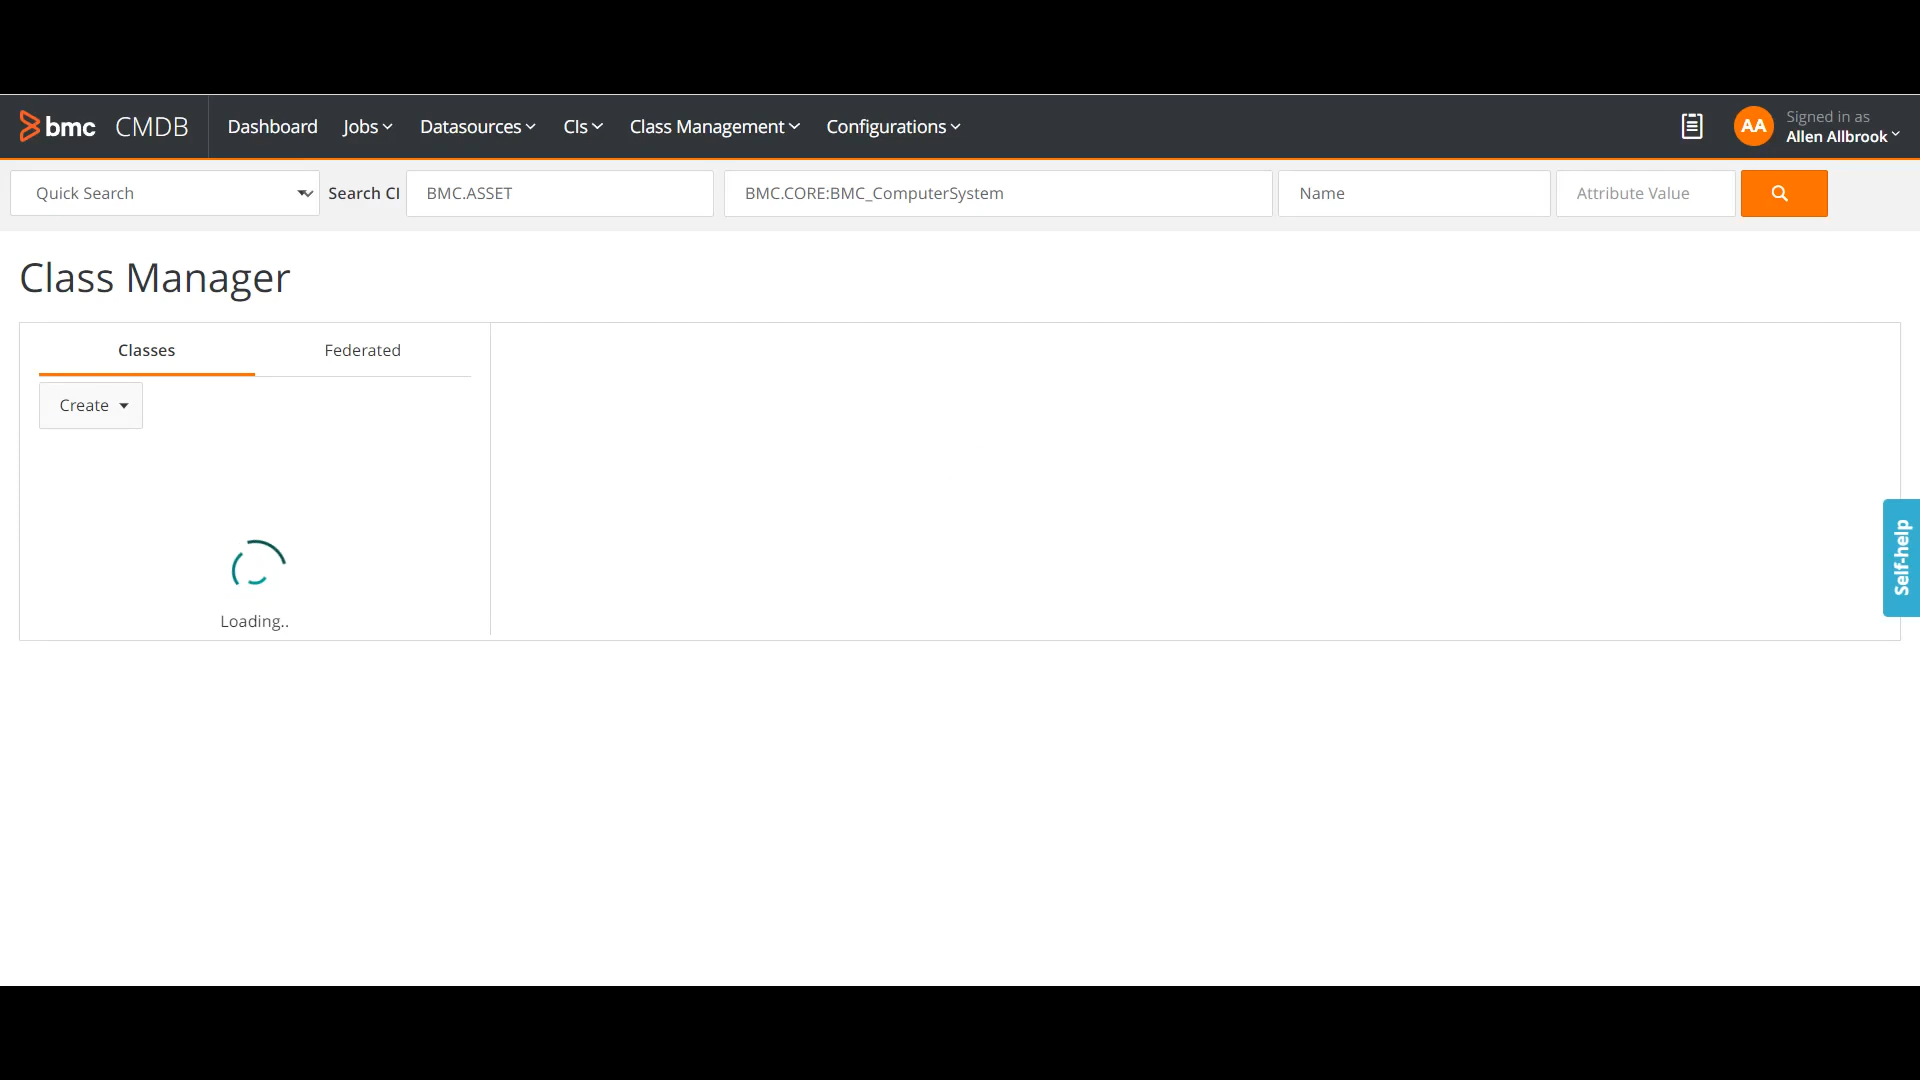 bmc CMDB Dashboard Jobs Datasources CIs Class Management Configurations AA Signed in as
Allen Allbrook
Quick Search Search CI BMC.ASSET BMC.CORE:BMC_ComputerSystem Name Attribute Value
Class Manager
Classes Federated
Create
Self-help
Loading..